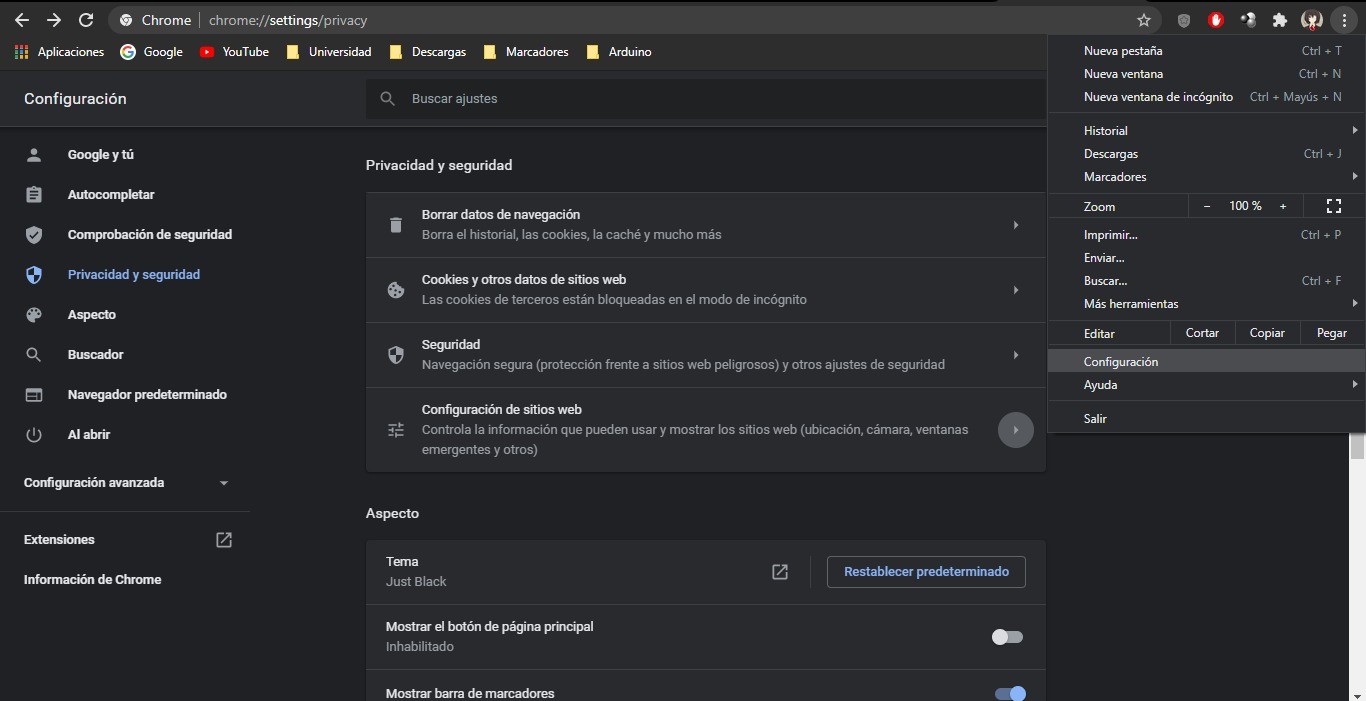 Chrome | chrome://settings/privacy
Aplicaciones Google YouTube Universidad Descargas Marcadores Arduino
Configuración
Buscar ajustes
Google y tú
Autocompletar
Comprobación de seguridad
Privacidad y seguridad
Aspecto
Buscador
Navegador predeterminado
Al abrir
Configuración avanzada
Extensiones
Información de Chrome
Privacidad y seguridad
Borrar datos de navegación
Borra el historial, las cookies, la caché y mucho más
Cookies y otros datos de sitios web
Las cookies de terceros están bloqueadas en el modo de incógnito
Seguridad
Navegación segura (protección frente a sitios web peligrosos) y otros ajustes de seguridad
Configuración de sitios web
Controla la información que pueden usar y mostrar los sitios web (ubicación, cámara, ventanas
emergentes y otros)
Aspecto
Tema
Just Black
Restablecer predeterminado
Mostrar el botón de página principal
Inhabilitado
Mostrar barra de marcadores
Nueva pestaña Ctrl + T
Nueva ventana Ctrl + N
Nueva ventana de incógnito Ctrl + Mayús + N
Historial
Descargas Ctrl + J
Marcadores
Zoom − 100 % +
Imprimir... Ctrl + P
Enviar...
Buscar... Ctrl + F
Más herramientas
Editar Cortar Copiar Pegar
Configuración
Ayuda
Salir